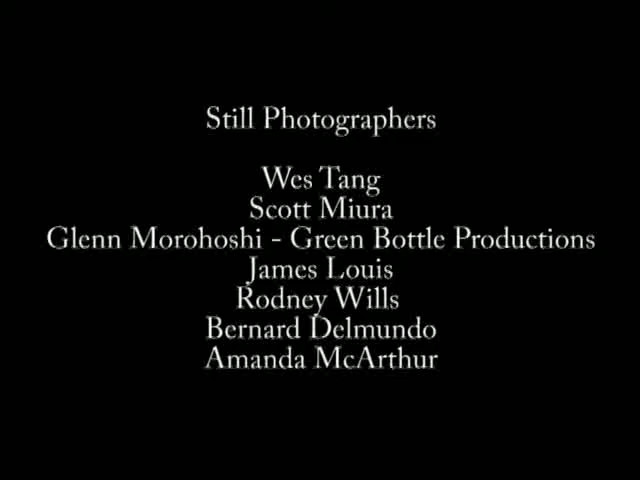 Still Photographers
Wes Tang
Scott Miura
Glenn Morohoshi - Green Bottle Productions
James Louis
Rodney Wills
Bernard Delmundo
Amanda McArthur